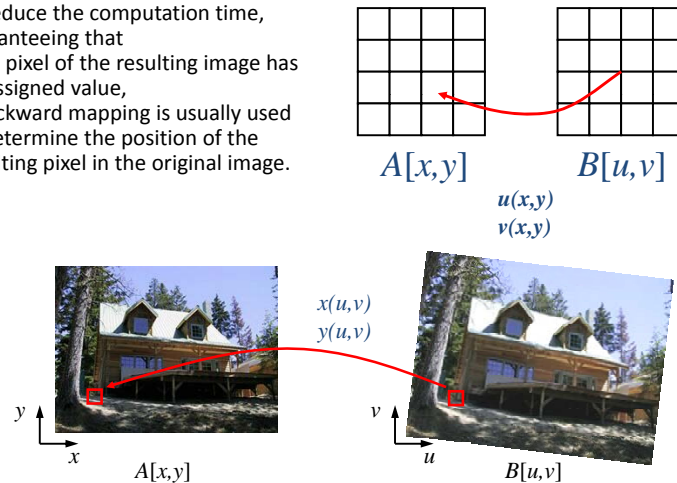 educe the computation time,
anteeing that
pixel of the resulting image has
ssigned value,
ckward mapping is usually used
etermine the position of the
ting pixel in the original image.
A[x,y] B[u,v]
u(x,y)
v(x,y)
x(u,v)
y(u,v)
y
x
A[x,y]
v
u
B[u,v]